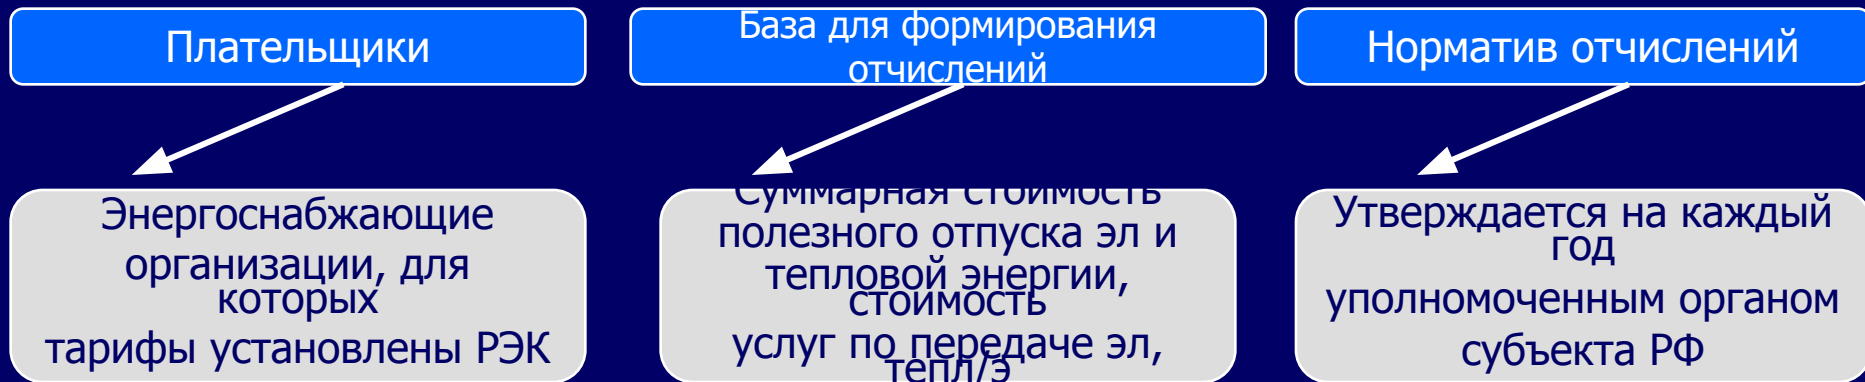 Плательщики
База для формирования
отчислений
Норматив отчислений
Энергоснабжающие
организации, для
которых
тарифы установлены РЭК
Суммарная стоимость
полезного отпуска эл и
тепловой энергии,
стоимость
услуг по передаче эл,
тепл/э
Утверждается на каждый
год
уполномоченным органом
субъекта РФ